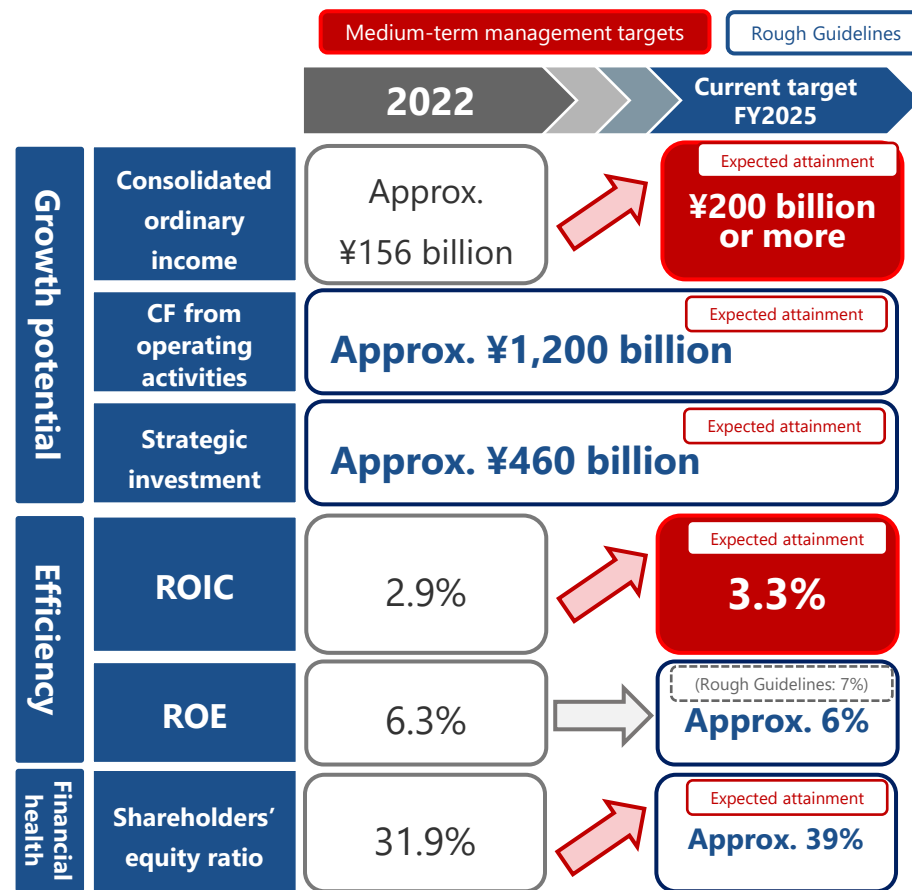 Medium-term management targets
Rough Guidelines
2022
Current target
FY2025
Growth potential
Consolidated
ordinary
income
Approx.
¥156 billion
Expected attainment
¥200 billion
or more
CF from
operating
activities
Expected attainment
Approx. ¥1,200 billion
Strategic
investment
Expected attainment
Approx. ¥460 billion
Efficiency
ROIC
2.9%
Expected attainment
3.3%
ROE
6.3%
(Rough Guidelines: 7%)
Approx. 6%
Financial
health
Shareholders’
equity ratio
31.9%
Expected attainment
Approx. 39%